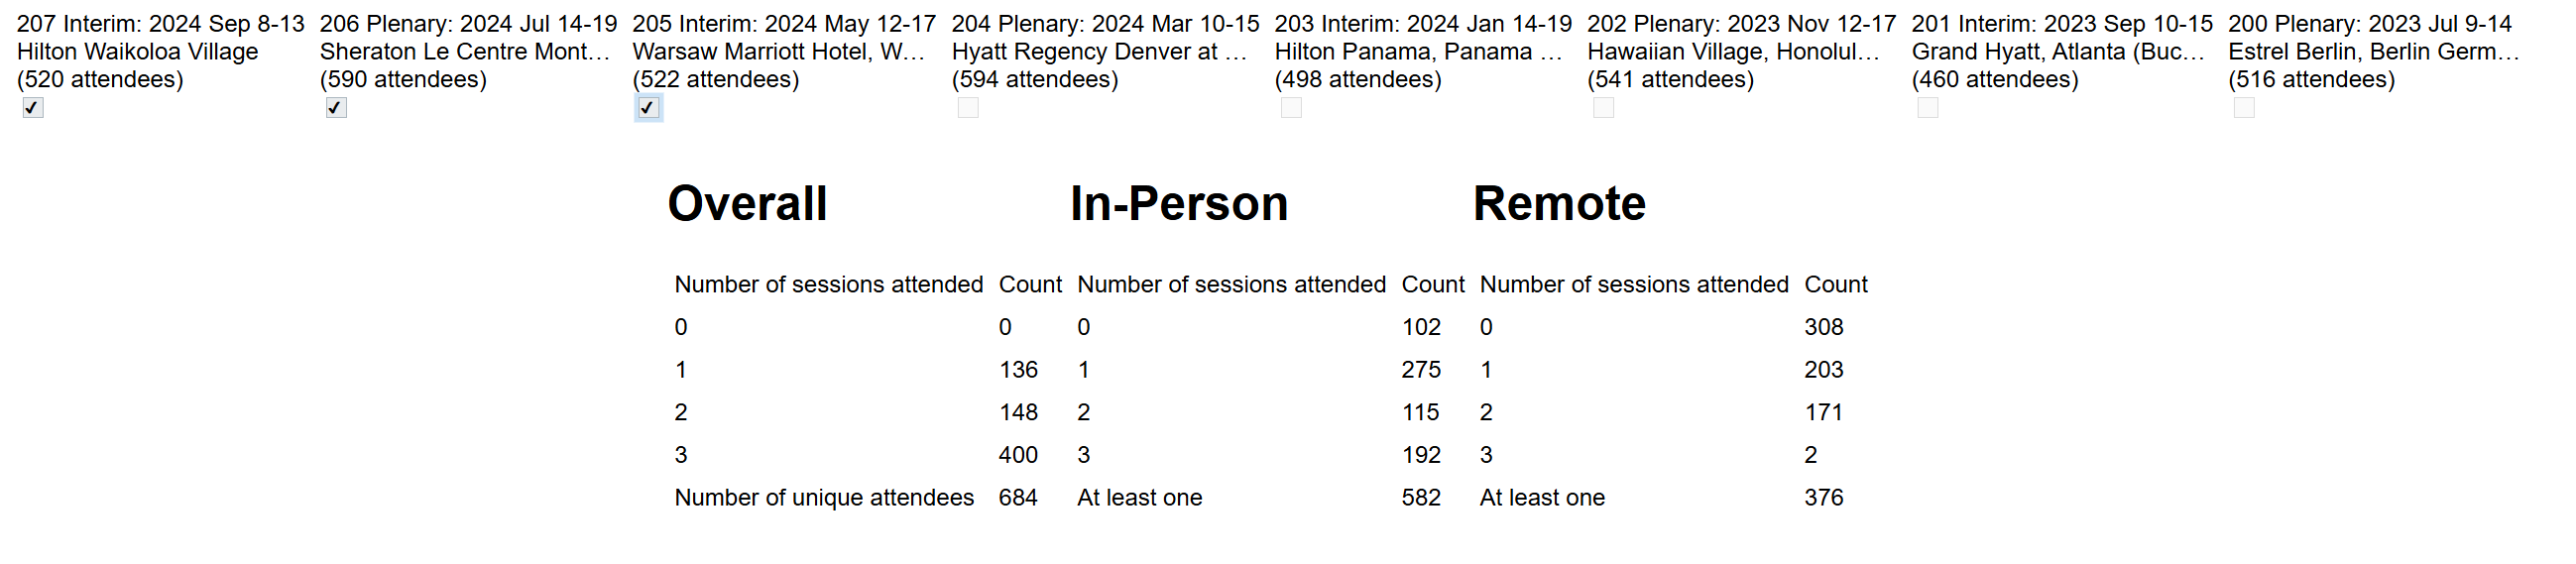 207 Interim: 2024 Sep 8-13
Hilton Waikoloa Village
(520 attendees)
206 Plenary: 2024 Jul 14-19
Sheraton Le Centre Mont…
(590 attendees)
205 Interim: 2024 May 12-17
Warsaw Marriott Hotel, W…
(522 attendees)
204 Plenary: 2024 Mar 10-15
Hyatt Regency Denver at …
(594 attendees)
203 Interim: 2024 Jan 14-19
Hilton Panama, Panama …
(498 attendees)
202 Plenary: 2023 Nov 12-17
Hawaiian Village, Honolul…
(541 attendees)
201 Interim: 2023 Sep 10-15
Grand Hyatt, Atlanta (Buc…
(460 attendees)
200 Plenary: 2023 Jul 9-14
Estrel Berlin, Berlin Germ…
(516 attendees)
Overall
Number of sessions attended Count
0 0
1 136
2 148
3 400
Number of unique attendees 684
In-Person
Number of sessions attended Count
0 102
1 275
2 115
3 192
At least one 582
Remote
Number of sessions attended Count
0 308
1 203
2 171
3 2
At least one 376